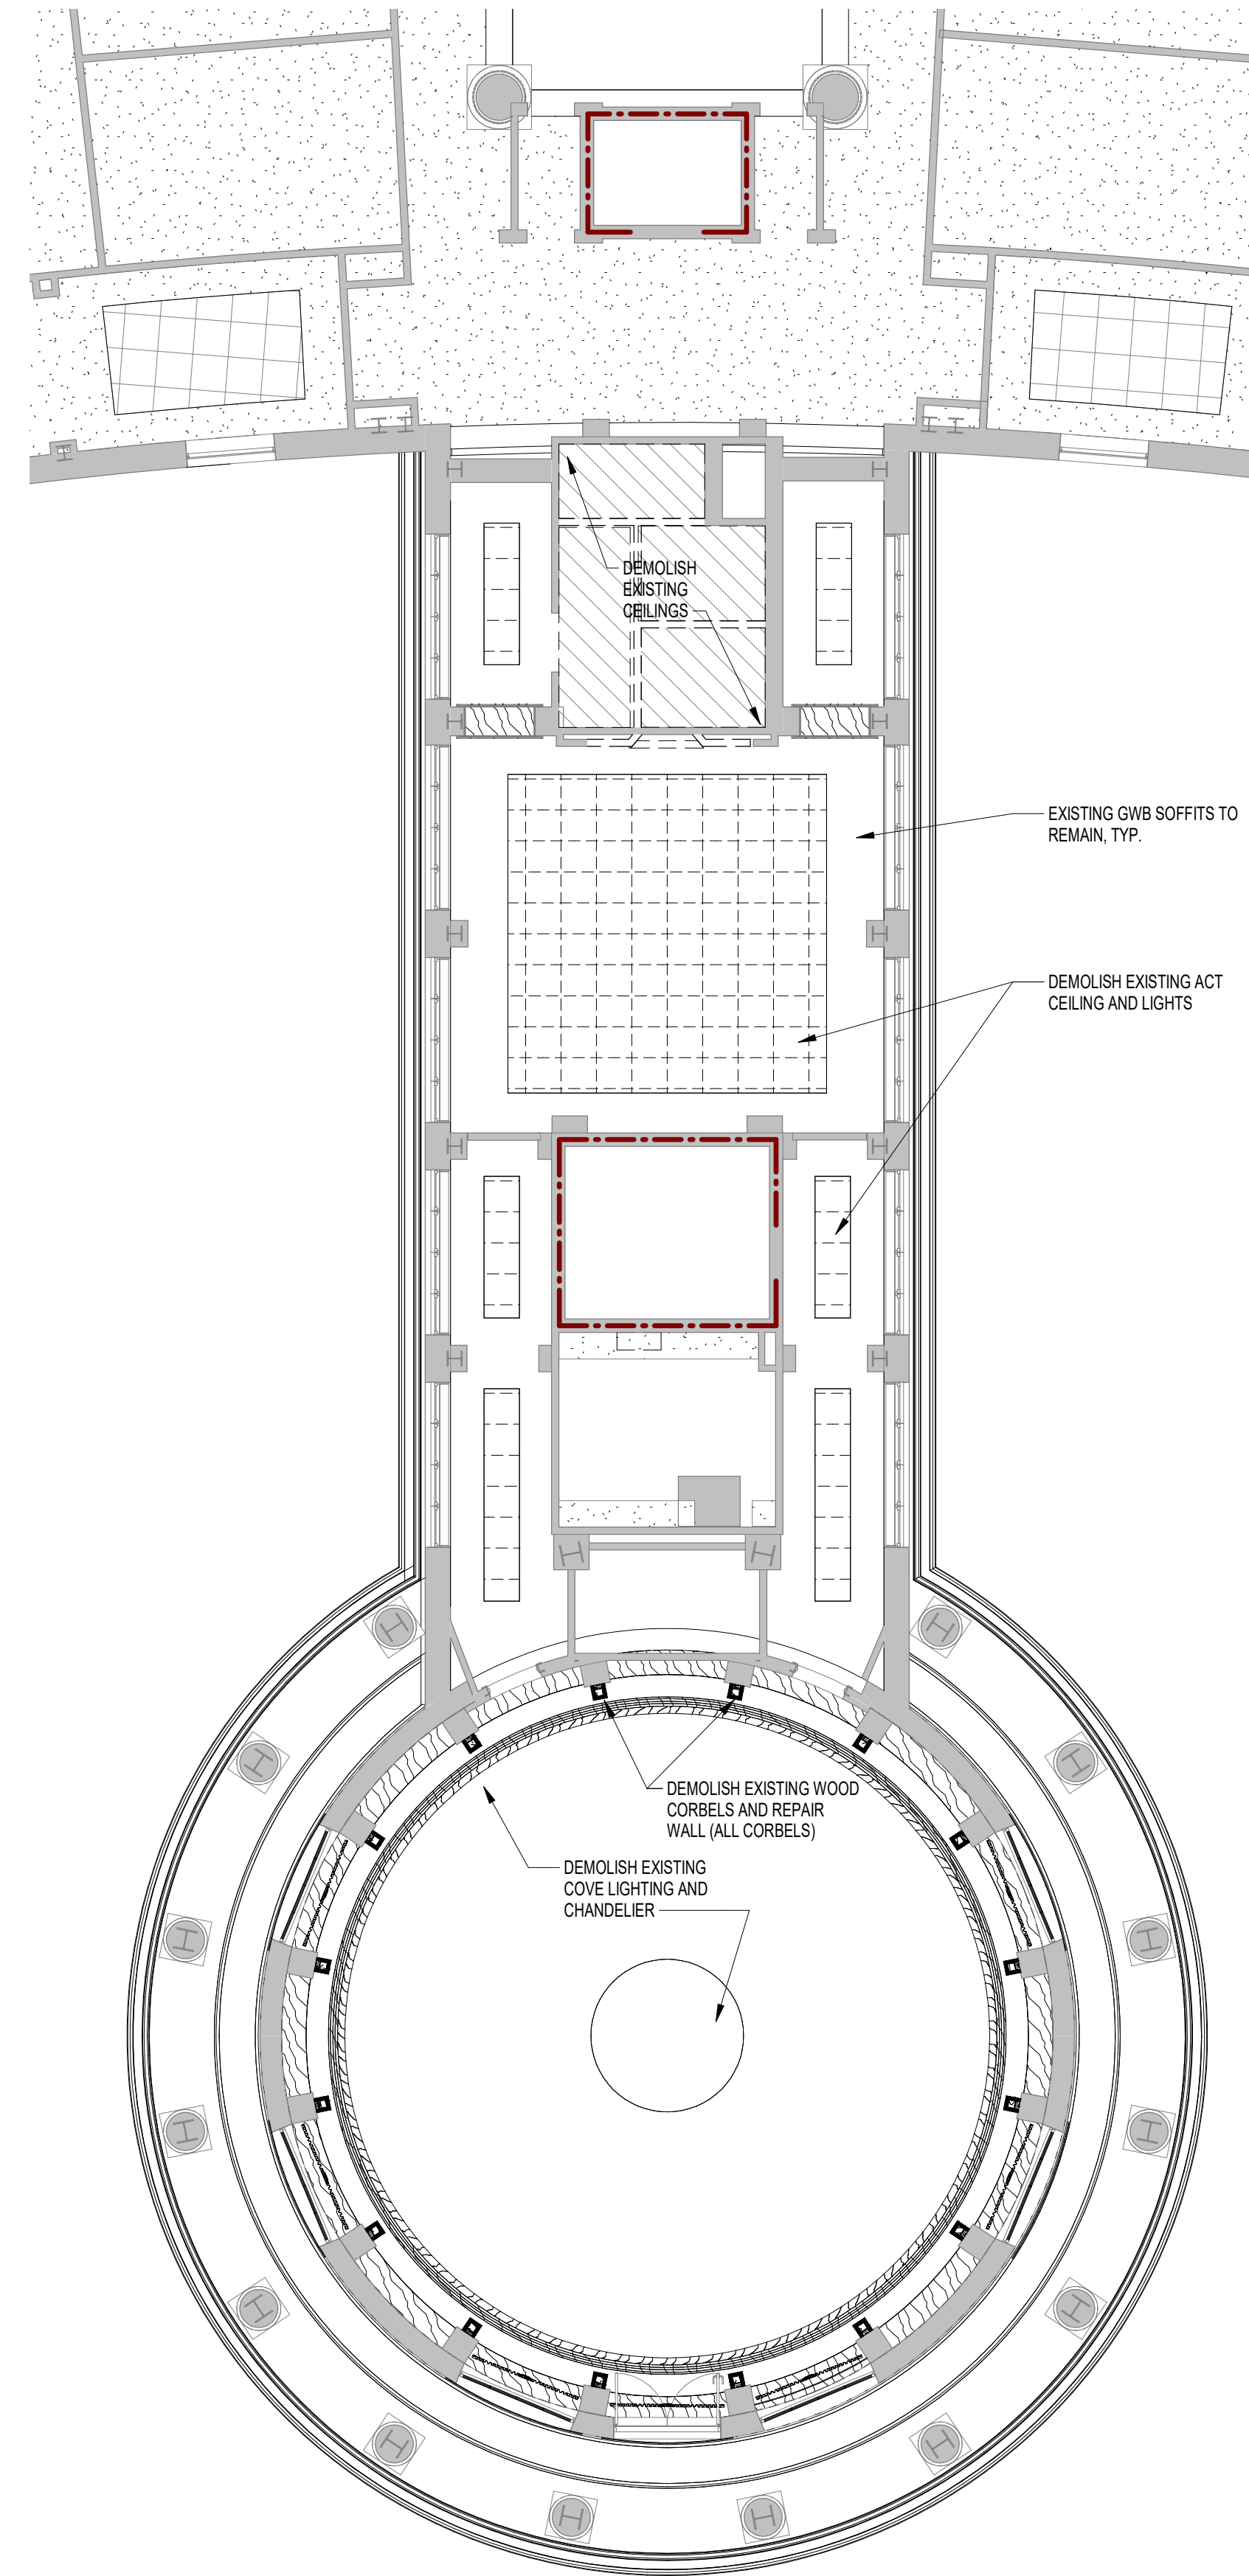 DEMOLISH
EXISTING
CEILINGS
EXISTING GWB SOFFITS TO
REMAIN, TYP.
DEMOLISH EXISTING ACT
CEILING AND LIGHTS
DEMOLISH EXISTING WOOD
CORBELS AND REPAIR
WALL (ALL CORBELS)
DEMOLISH EXISTING
COVE LIGHTING AND
CHANDELIER